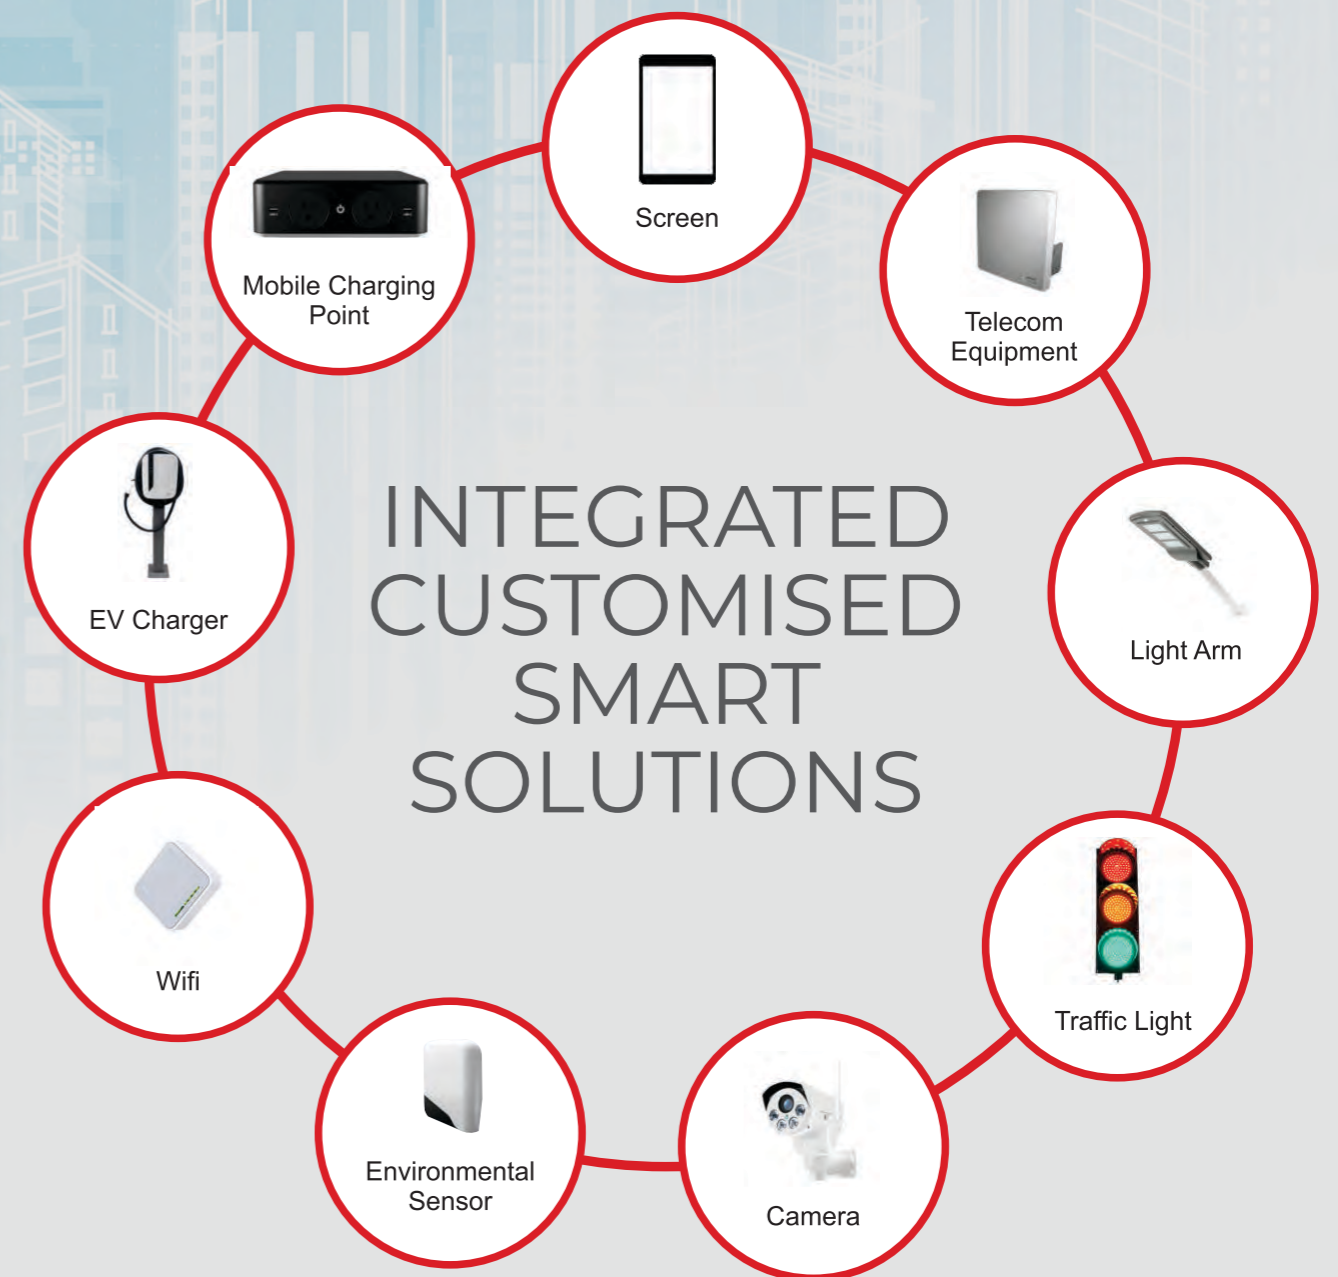 Screen
Mobile Charging
Point
Telecom
Equipment
EV Charger
INTEGRATED
CUSTOMISED
SMART
SOLUTIONS
Light Arm
Wifi
Traffic Light
Environmental
Sensor
Camera